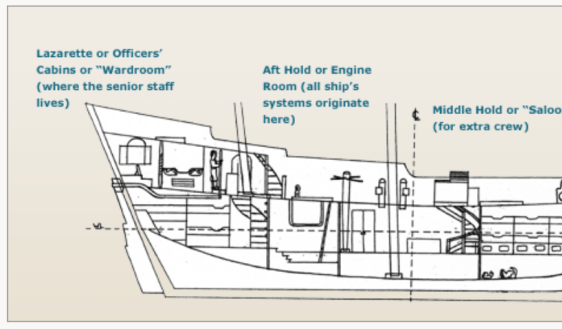 Lazarette or Officers'
Cabins or “Wardroom”
(where the senior staff
lives)
Aft Hold or Engine
Room (all ship's
systems originate
here)
Middle Hold or “Saloo
(for extra crew)